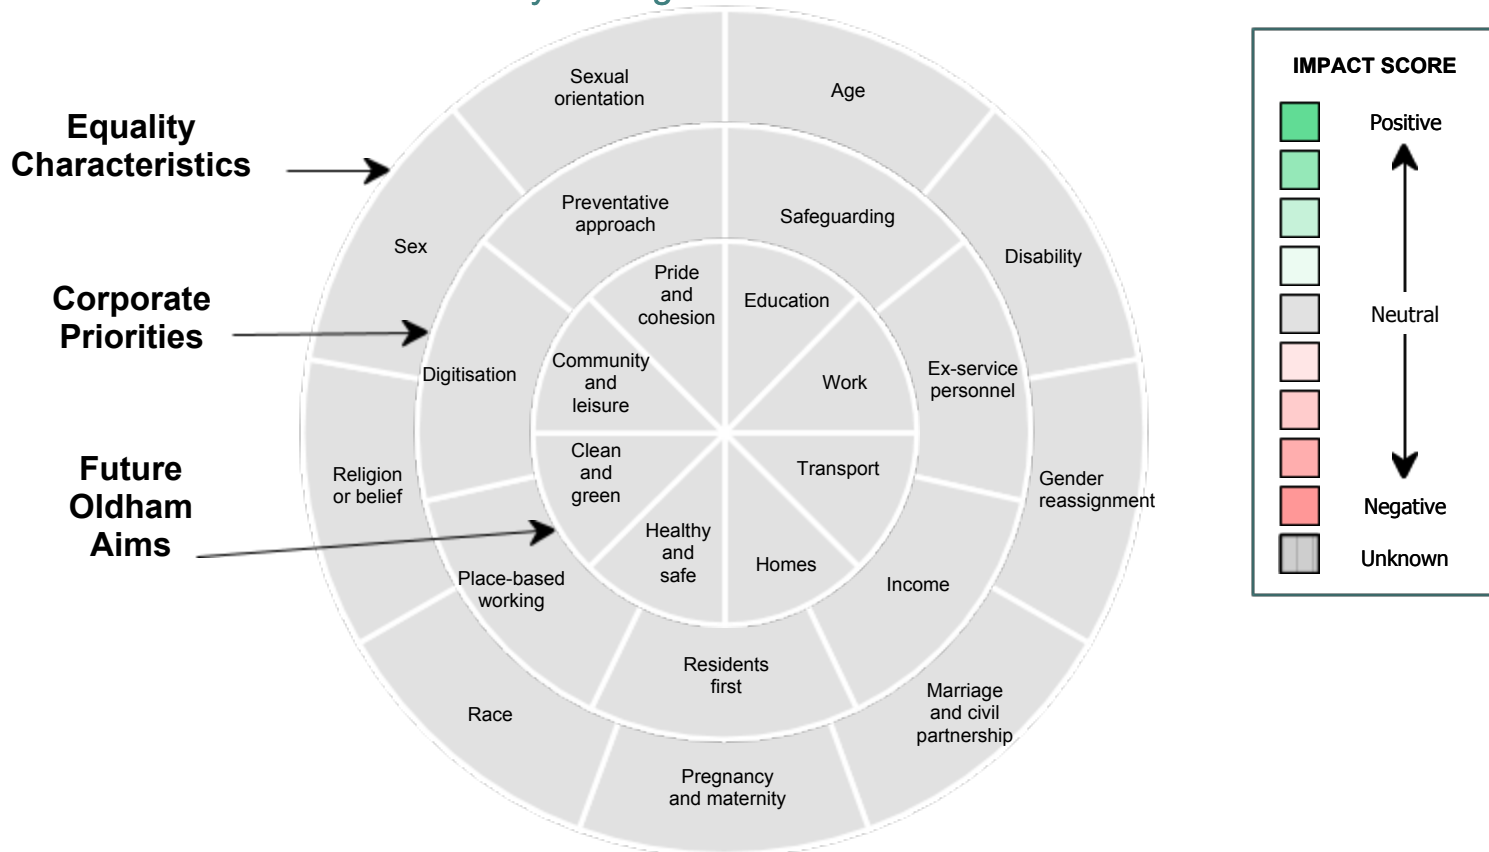 Equality
Characteristics
Corporate
Priorities
Future
Oldham
Aims
Sexual
orientation
Age
Sex
Disability
Religion
or belief
Gender
reassignment
Race
Marriage
and civil
partnership
Pregnancy
and maternity
Preventative
approach
Safeguarding
Digitisation
Ex-service
personnel
Place-based
working
Income
Residents
first
Pride
and
cohesion
Education
Community
and
leisure
Work
Clean
and
green
Transport
Healthy
and
safe
Homes
IMPACT SCORE
Positive
Neutral
Negative
Unknown